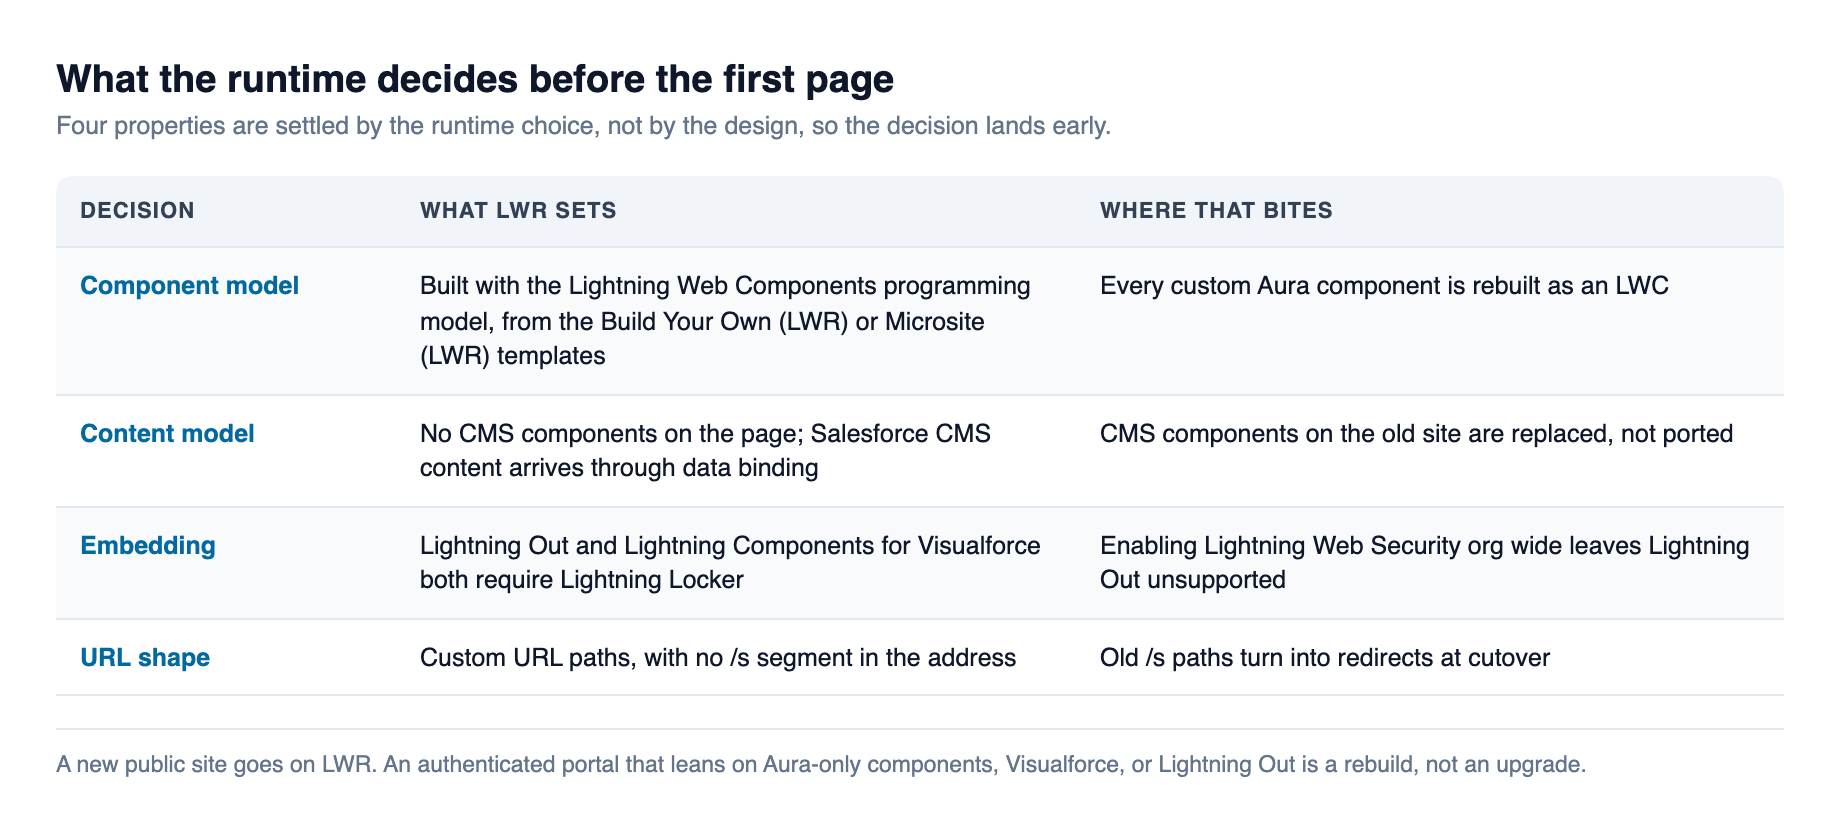 What the runtime decides before the first page
Four properties are settled by the runtime choice, not by the design, so the decision lands early.
DECISION
WHAT LWR SETS
WHERE THAT BITES
Component model
Built with the Lightning Web Components programming
model, from the Build Your Own (LWR) or Microsite
(LWR) templates
Every custom Aura component is rebuilt as an LWC
Content model
No CMS components on the page; Salesforce CMS
content arrives through data binding
CMS components on the old site are replaced, not ported
Embedding
Lightning Out and Lightning Components for Visualforce
both require Lightning Locker
Enabling Lightning Web Security org wide leaves Lightning
Out unsupported
URL shape
Custom URL paths, with no /s segment in the address
Old /s paths turn into redirects at cutover
A new public site goes on LWR. An authenticated portal that leans on Aura-only components, Visualforce, or Lightning Out is a rebuild, not an upgrade.